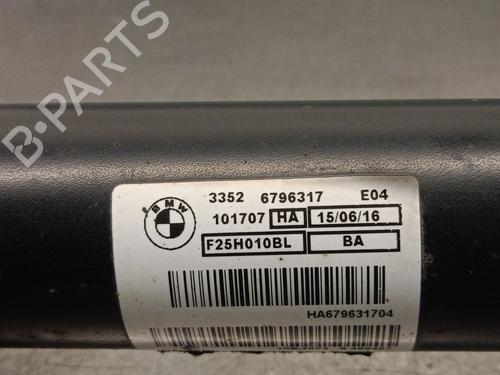 B-PARTS
BMW
3352 6796317 E04
101707 HA 15/06/16
F25H010BL BA
HA679631704